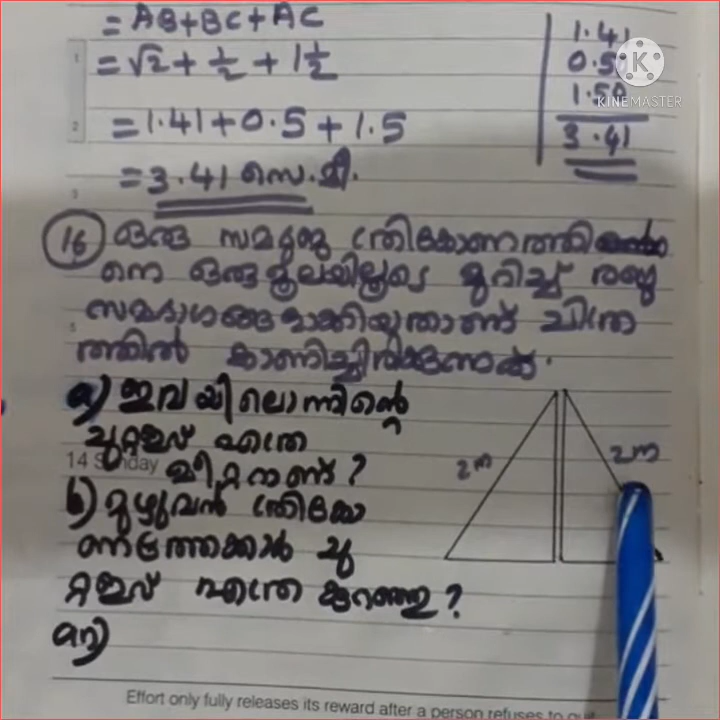 = AB + BC + AC
= √2 + 1/2 + 1 1/2
= 1.41 + 0.5 + 1.5
= 3.41 സെ.മീ.
1.41
0.50
1.50
3.41
KINEMASTER
16 ഒരു സമഭുജ ത്രികോണത്തി
നെ ഒരു മൂലയിലൂടെ മുറിച്ച് രണ്ടു
സമഭാഗങ്ങളാക്കിയതാണ് ചിത്ര
ത്തിൽ കാണിച്ചിരിക്കുന്നത്.
a) ഇവയിലൊന്നിന്റെ
ചുറ്റളവ് എത്ര
മീറ്ററാണ്?
b) മുഴുവൻ ത്രികോ
ണത്തേക്കാൾ ചു
റ്റളവ് എത്ര കുറഞ്ഞു?
2m
2m
14 Sunday
Effort only fully releases its reward after a person refuses to quit